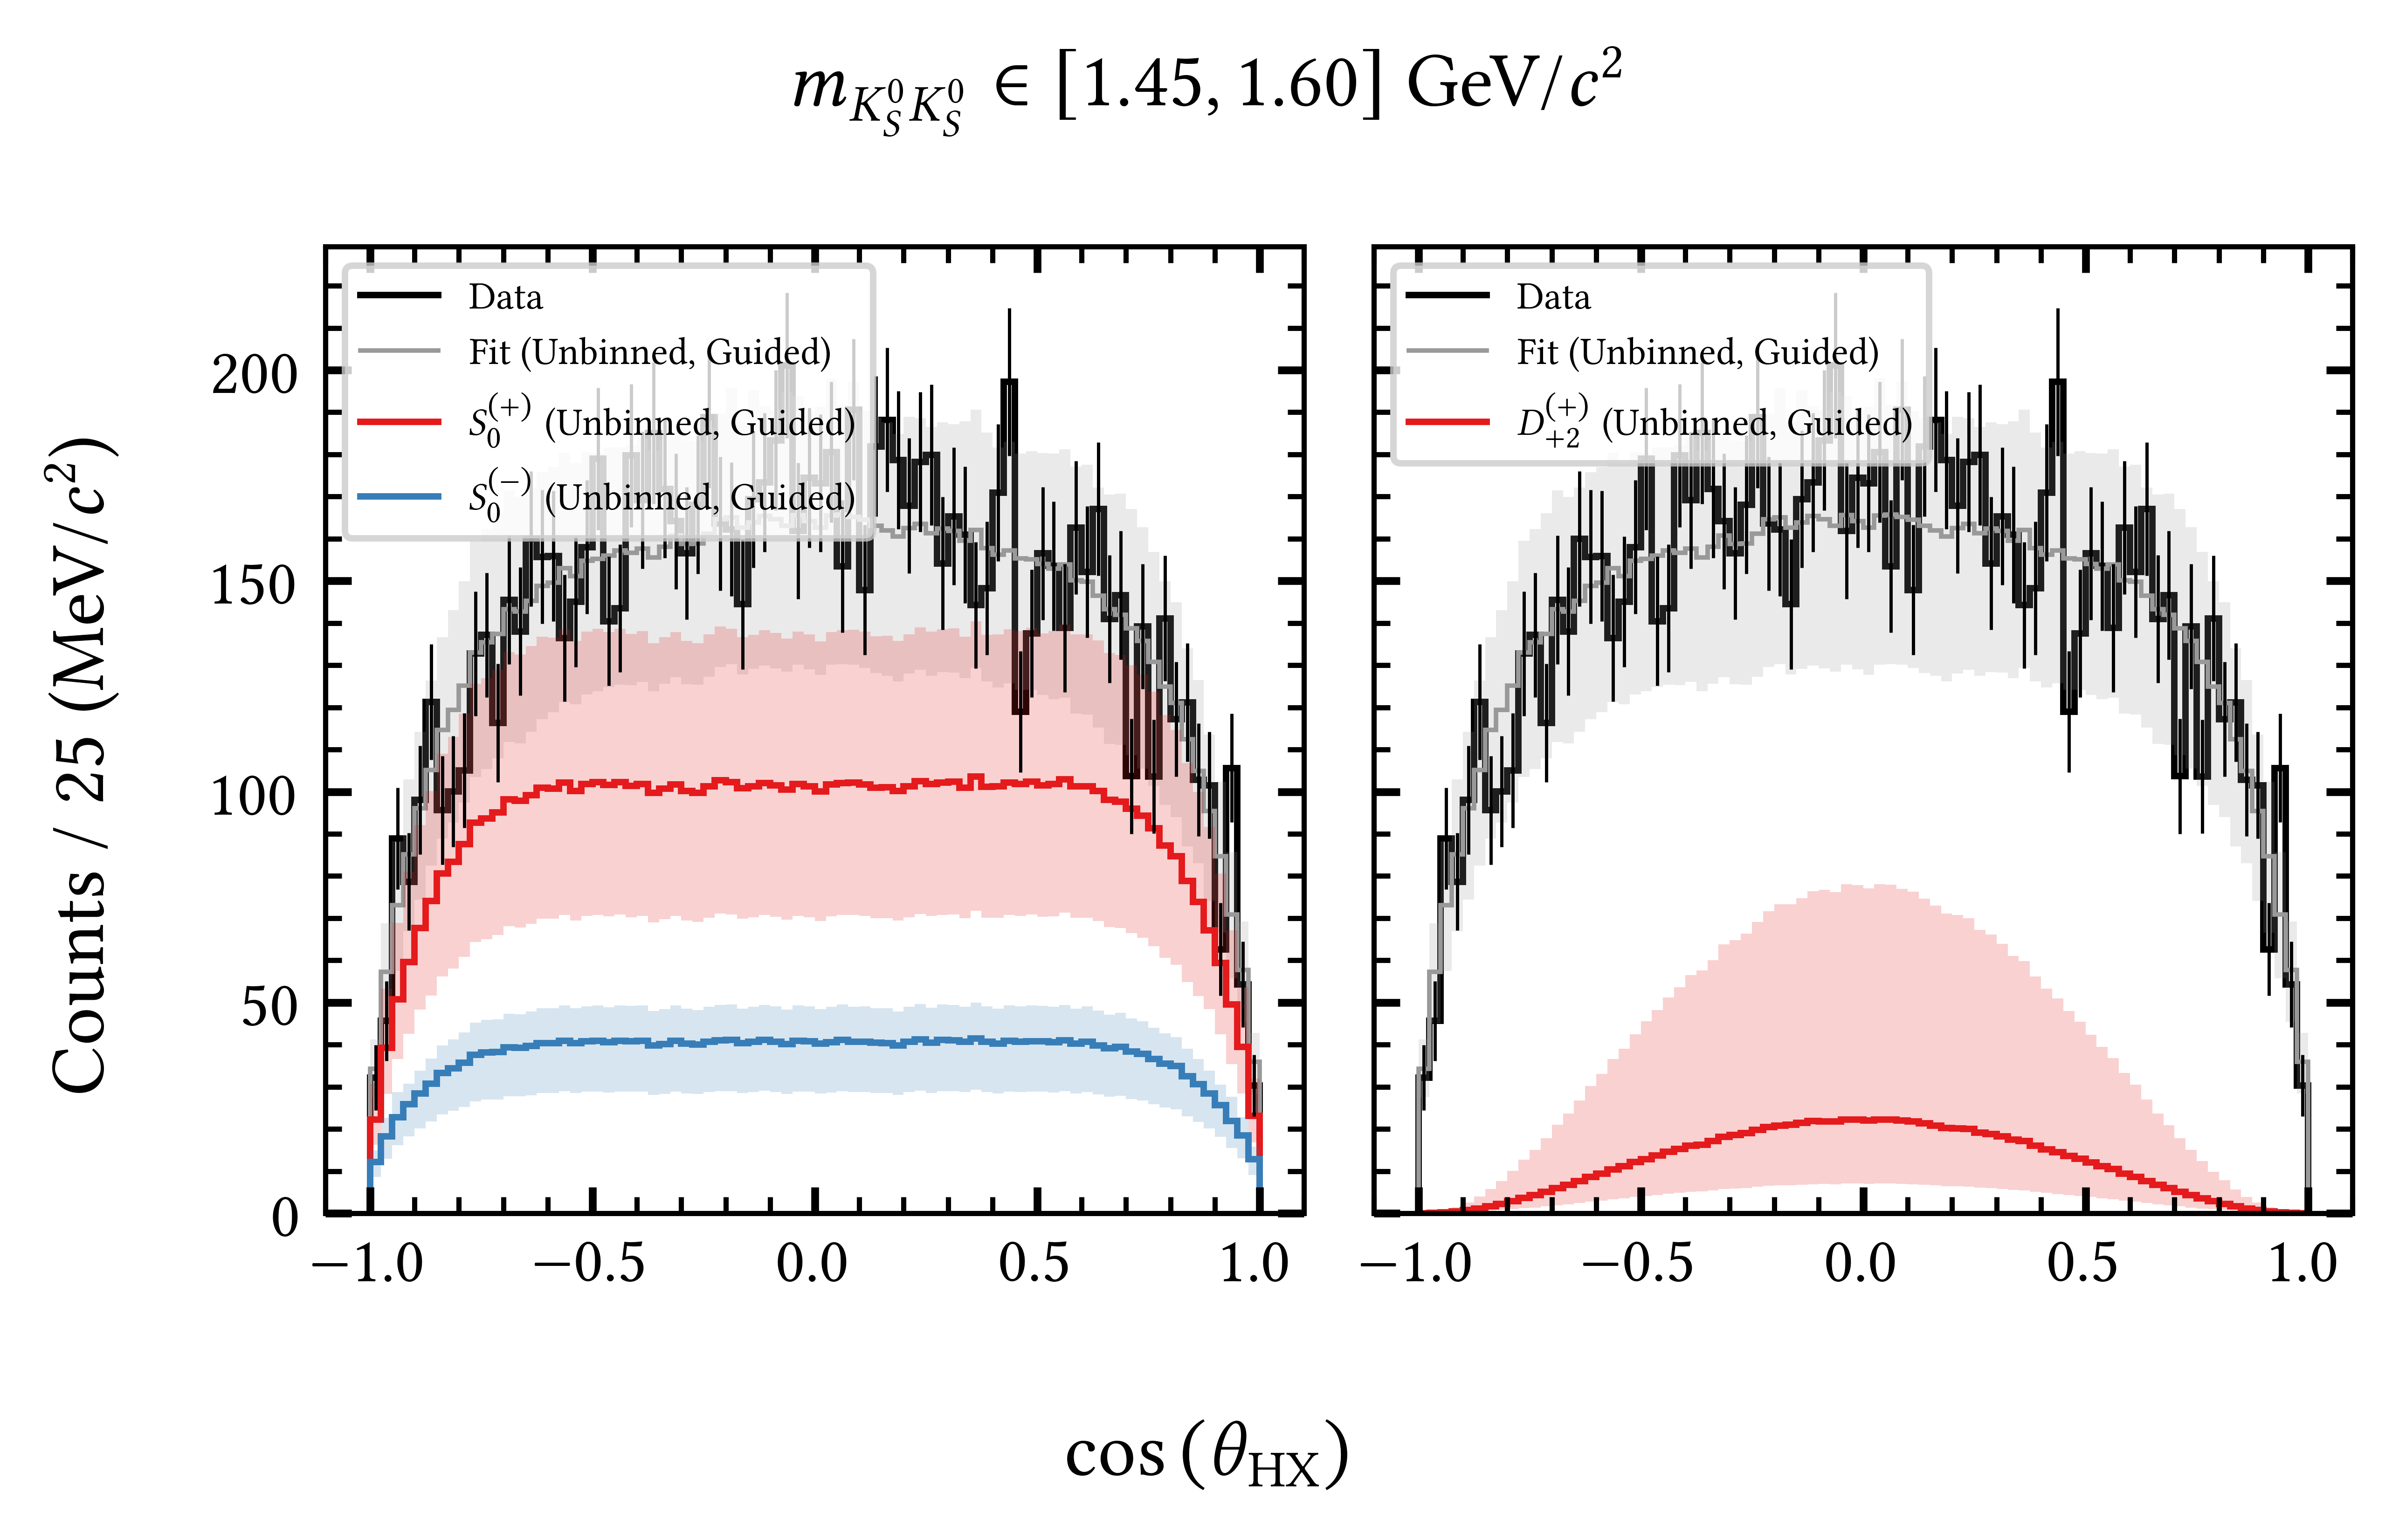 m_{K_S^0 K_S^0} ∈ [1.45, 1.60] GeV/c²
Counts / 25 (MeV/c²)
200
150
100
50
0
Data
Fit (Unbinned, Guided)
S_0^{(+)} (Unbinned, Guided)
S_0^{(−)} (Unbinned, Guided)
−1.0 −0.5 0.0 0.5 1.0
Data
Fit (Unbinned, Guided)
D_{+2}^{(+)} (Unbinned, Guided)
−1.0 −0.5 0.0 0.5 1.0
cos (θ_{HX})